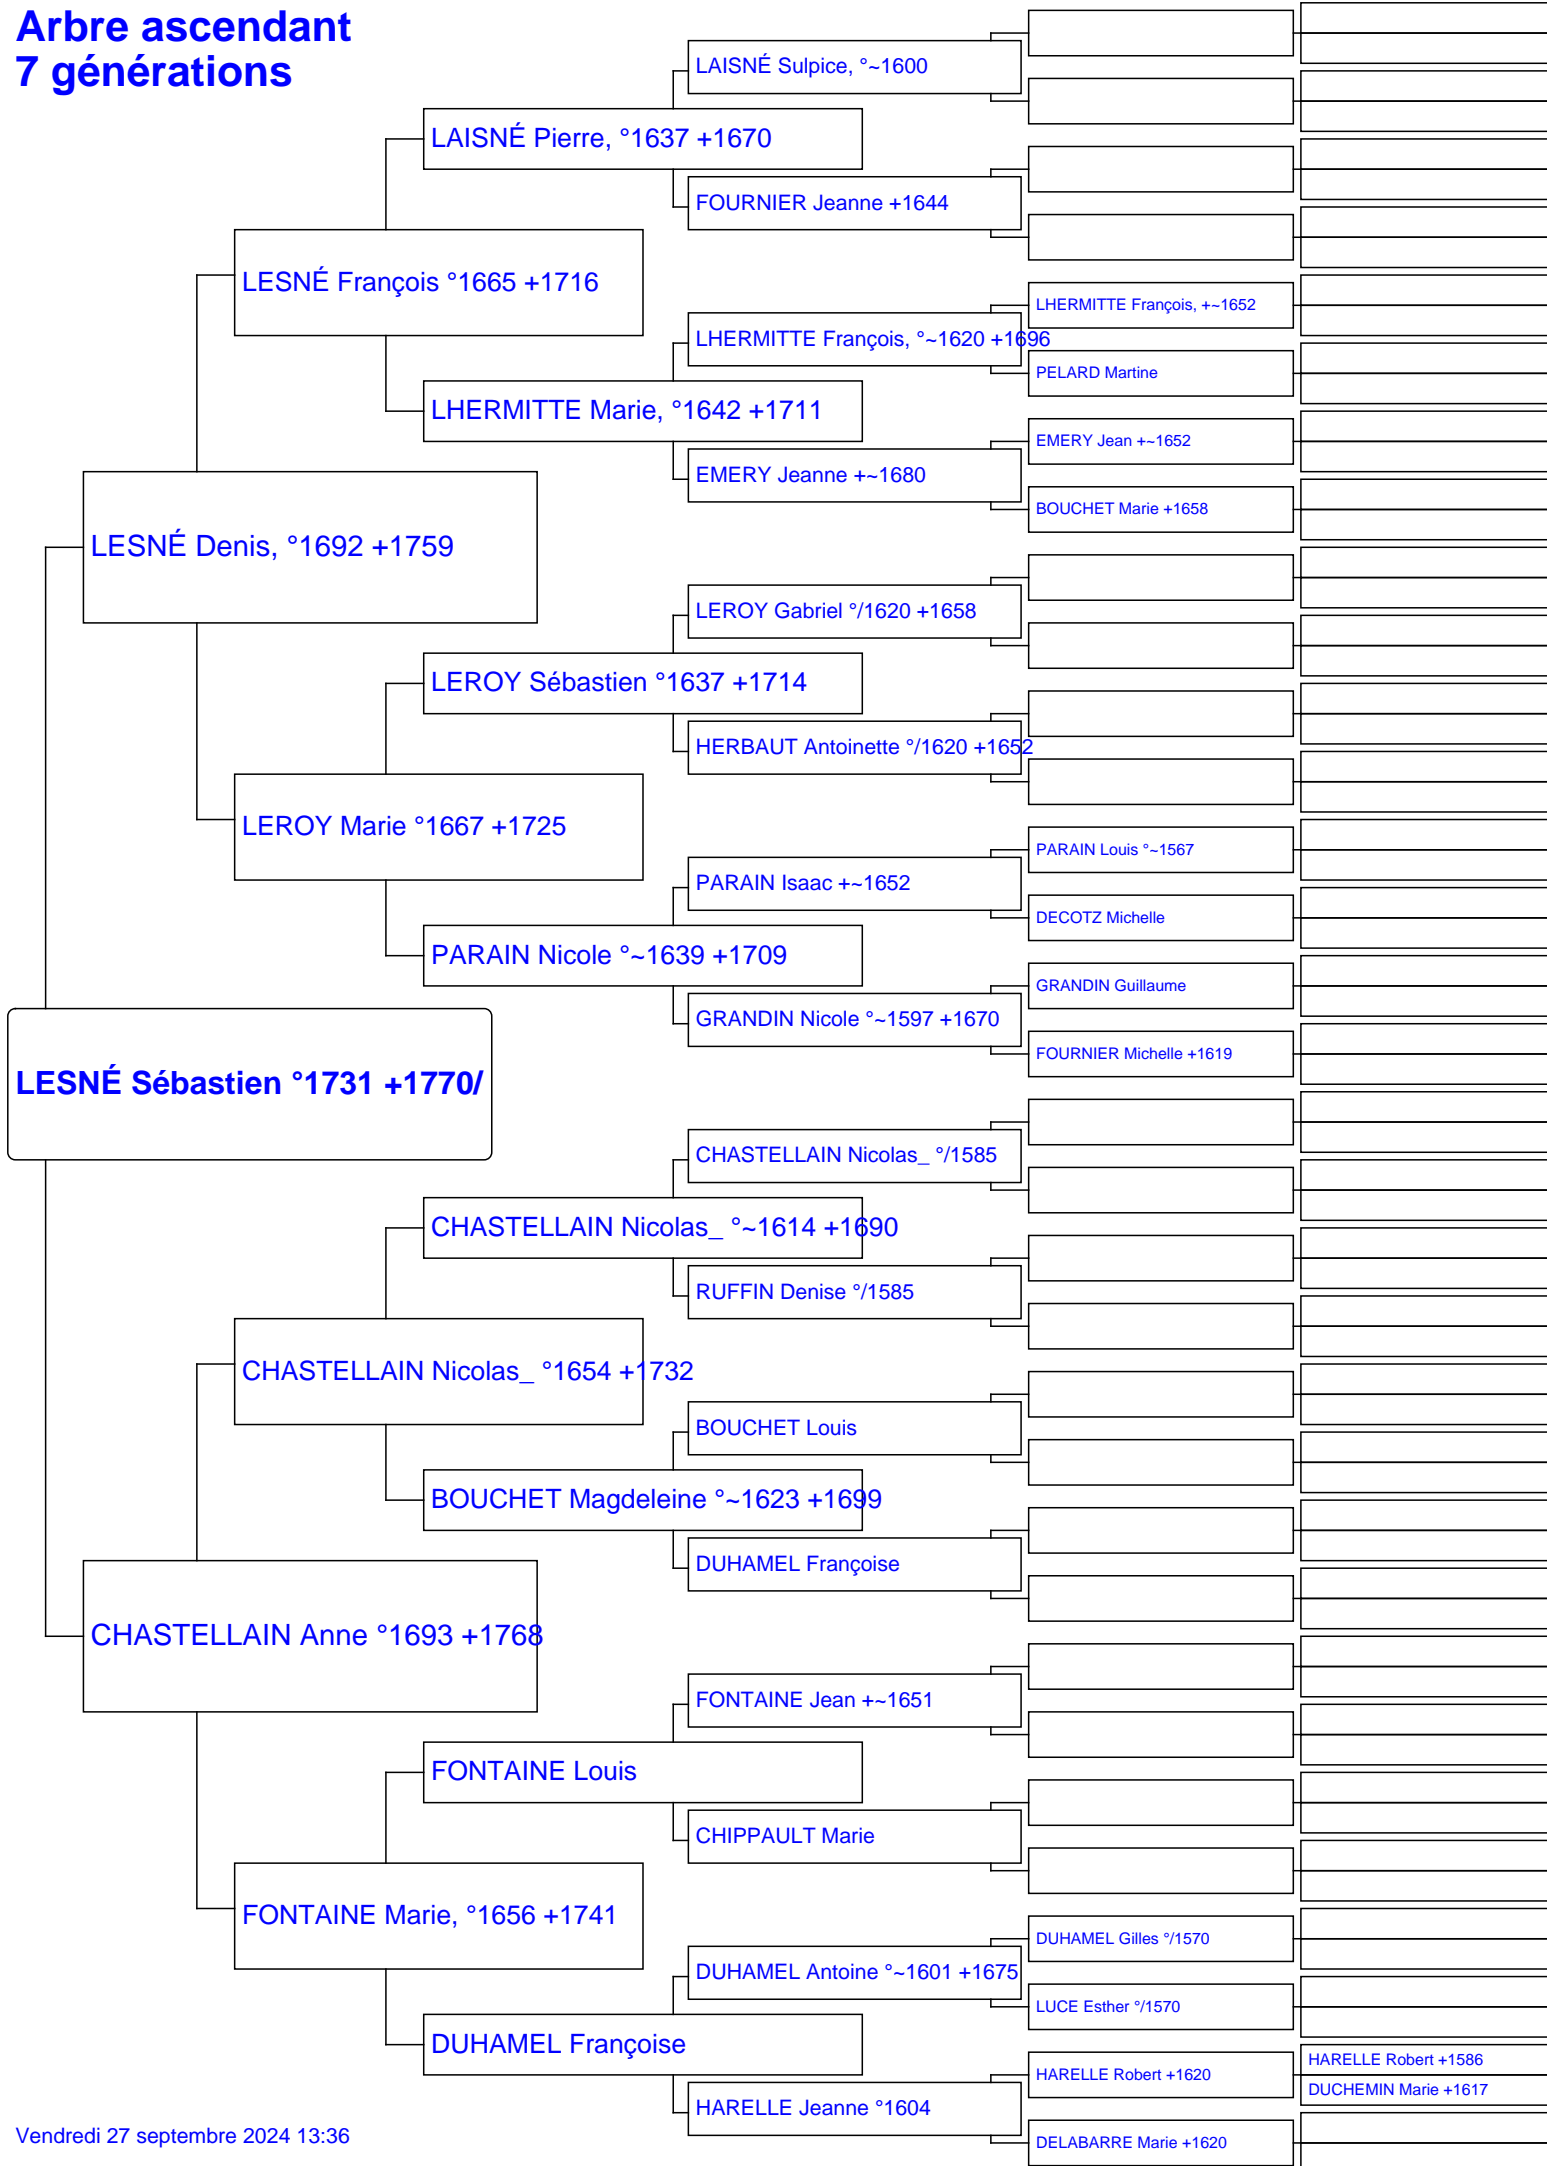 Arbre ascendant
7 générations
LAISNÉ Sulpice, °~1600
LAISNÉ Pierre, °1637 +1670
FOURNIER Jeanne +1644
LESNÉ François °1665 +1716
LHERMITTE François, +~1652
LHERMITTE François, °~1620 +1696
PELARD Martine
LHERMITTE Marie, °1642 +1711
EMERY Jean +~1652
EMERY Jeanne +~1680
BOUCHET Marie +1658
LESNÉ Denis, °1692 +1759
LEROY Gabriel °/1620 +1658
LEROY Sébastien °1637 +1714
HERBAUT Antoinette °/1620 +1652
LEROY Marie °1667 +1725
PARAIN Louis °~1567
PARAIN Isaac +~1652
DECOTZ Michelle
PARAIN Nicole °~1639 +1709
GRANDIN Guillaume
GRANDIN Nicole °~1597 +1670
FOURNIER Michelle +1619
LESNÉ Sébastien °1731 +1770/
CHASTELLAIN Nicolas_ °/1585
CHASTELLAIN Nicolas_ °~1614 +1690
RUFFIN Denise °/1585
CHASTELLAIN Nicolas_ °1654 +1732
BOUCHET Louis
BOUCHET Magdeleine °~1623 +1699
DUHAMEL Françoise
CHASTELLAIN Anne °1693 +1768
FONTAINE Jean +~1651
FONTAINE Louis
CHIPPAULT Marie
FONTAINE Marie, °1656 +1741
DUHAMEL Gilles °/1570
DUHAMEL Antoine °~1601 +1675
LUCE Esther °/1570
DUHAMEL Françoise
HARELLE Robert +1586
HARELLE Robert +1620
DUCHEMIN Marie +1617
HARELLE Jeanne °1604
DELABARRE Marie +1620
Vendredi 27 septembre 2024 13:36